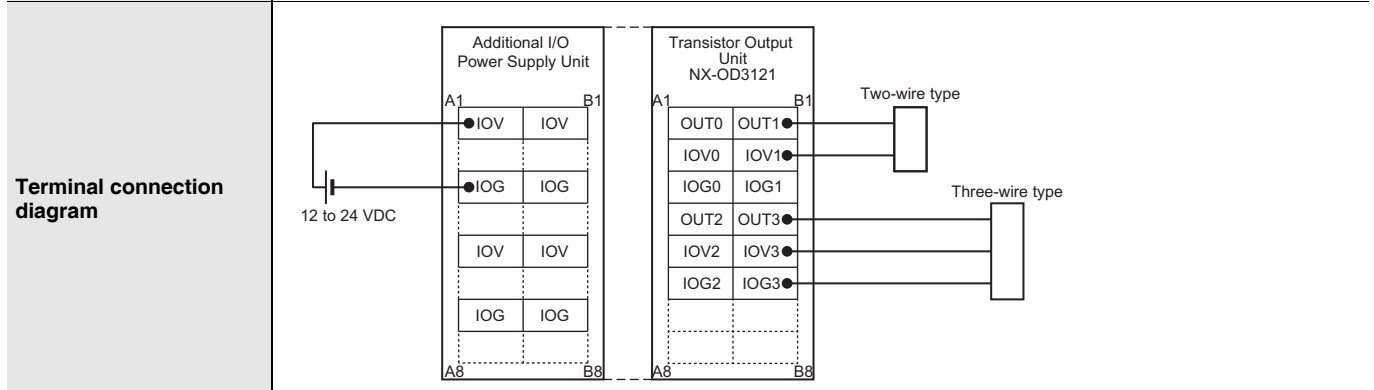 Terminal connection
diagram
Additional I/O
Power Supply Unit
A1 B1
IOV IOV
IOG IOG
IOV IOV
IOG IOG
A8 B8
12 to 24 VDC
Transistor Output
Unit
NX-OD3121
A1 B1
OUT0 OUT1
IOV0 IOV1
IOG0 IOG1
OUT2 OUT3
IOV2 IOV3
IOG2 IOG3
A8 B8
Two-wire type
Three-wire type